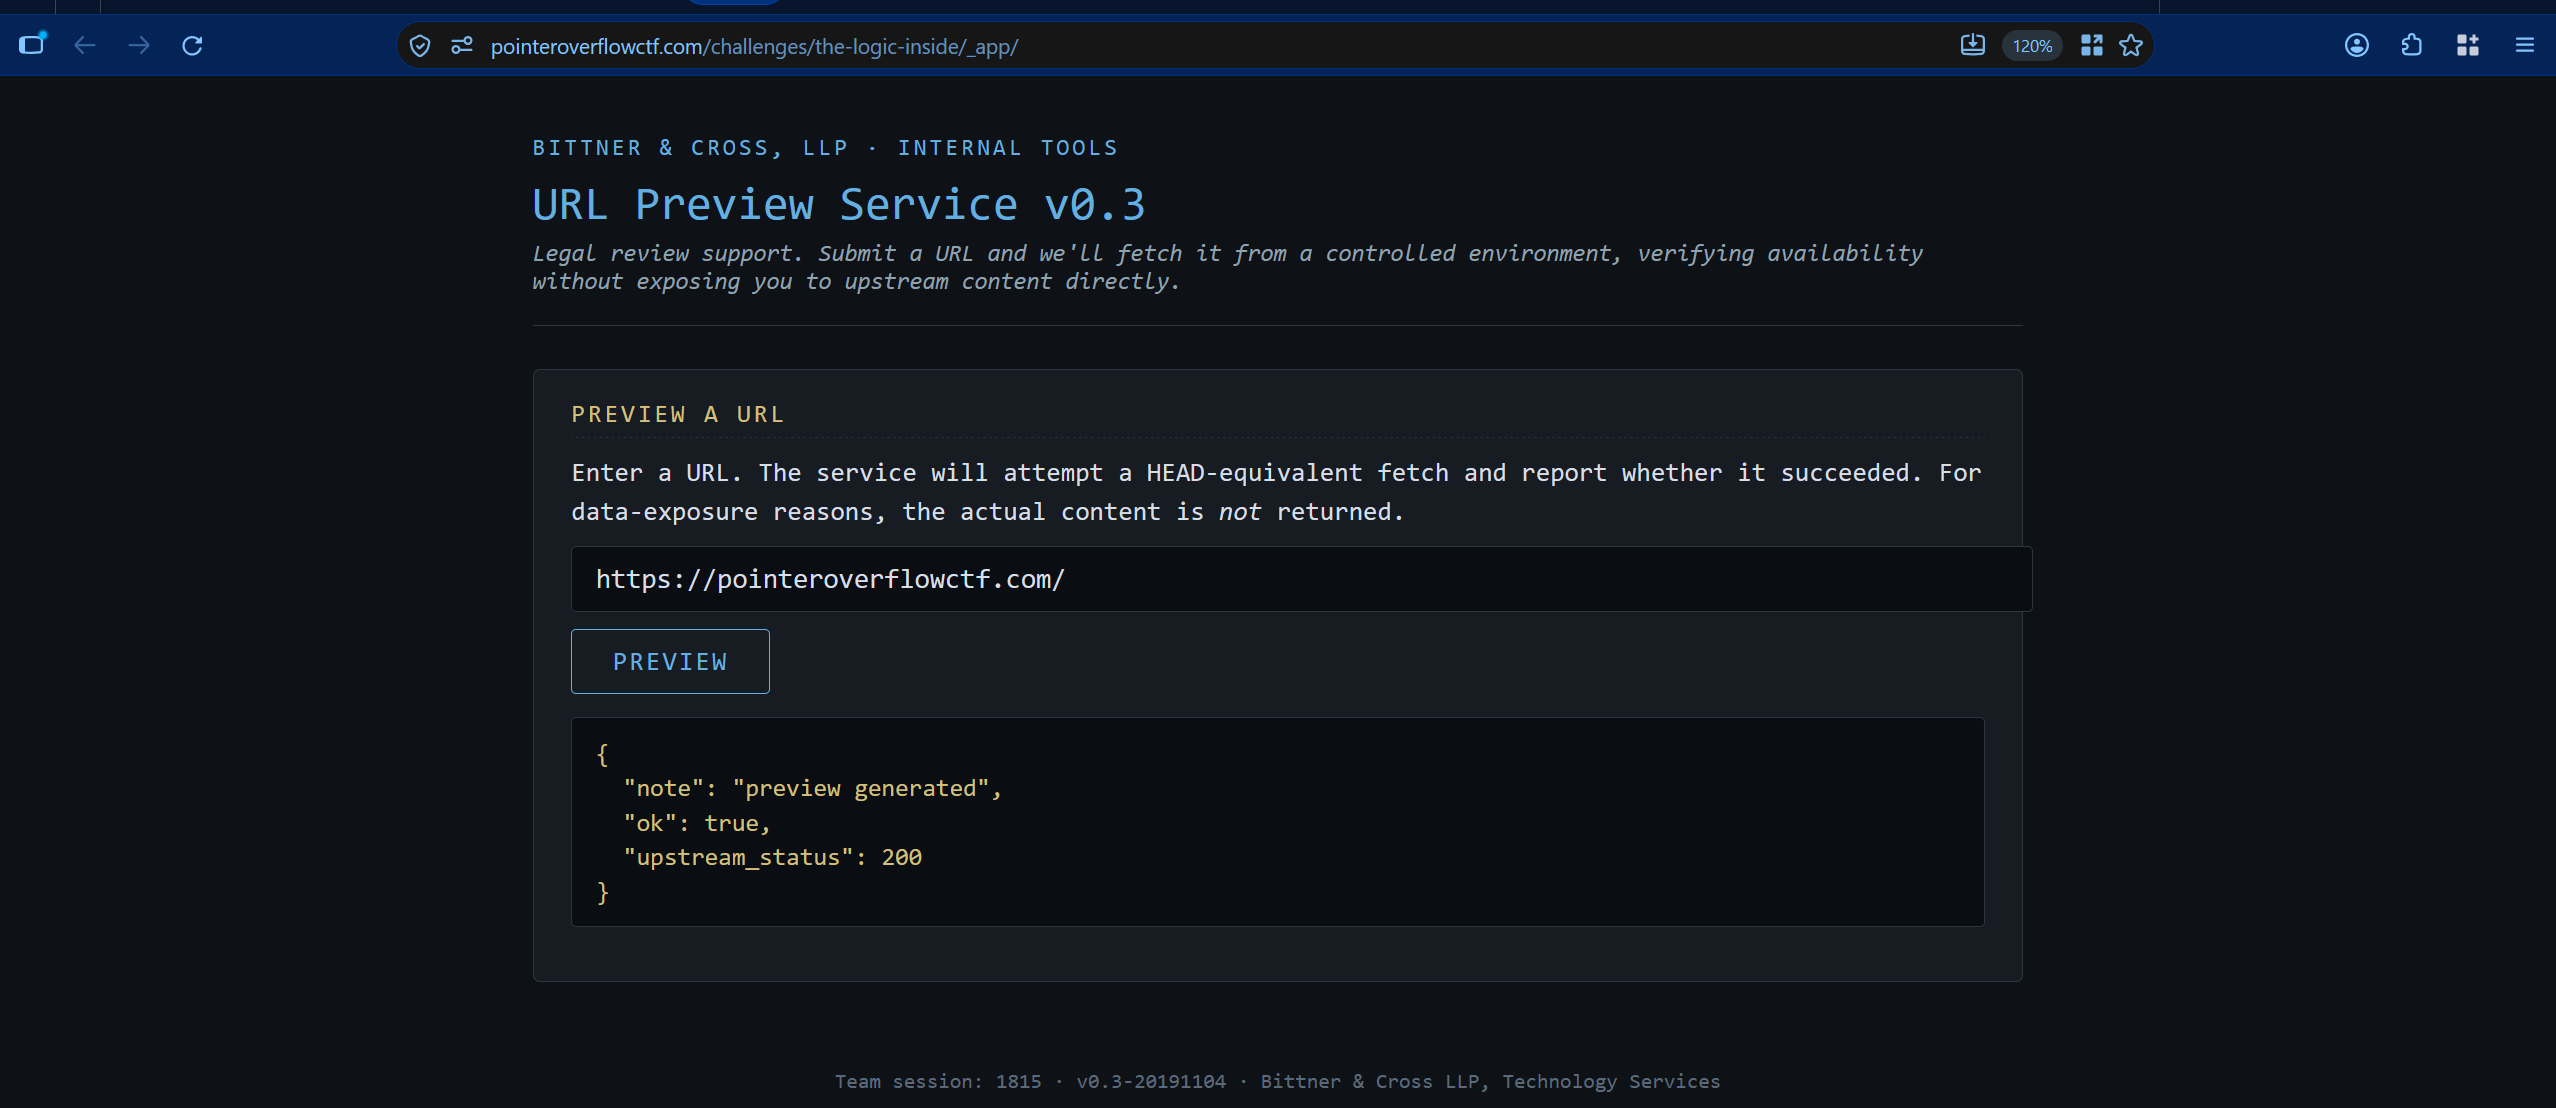 pointeroverflowctf.com/challenges/the-logic-inside/_app/
120%
BITTNER & CROSS, LLP · INTERNAL TOOLS
URL Preview Service v0.3
Legal review support. Submit a URL and we'll fetch it from a controlled environment, verifying availability
without exposing you to upstream content directly.
PREVIEW A URL
Enter a URL. The service will attempt a HEAD-equivalent fetch and report whether it succeeded. For
data-exposure reasons, the actual content is not returned.
https://pointeroverflowctf.com/
PREVIEW
{
"note": "preview generated",
"ok": true,
"upstream_status": 200
}
Team session: 1815 · v0.3-20191104 · Bittner & Cross LLP, Technology Services